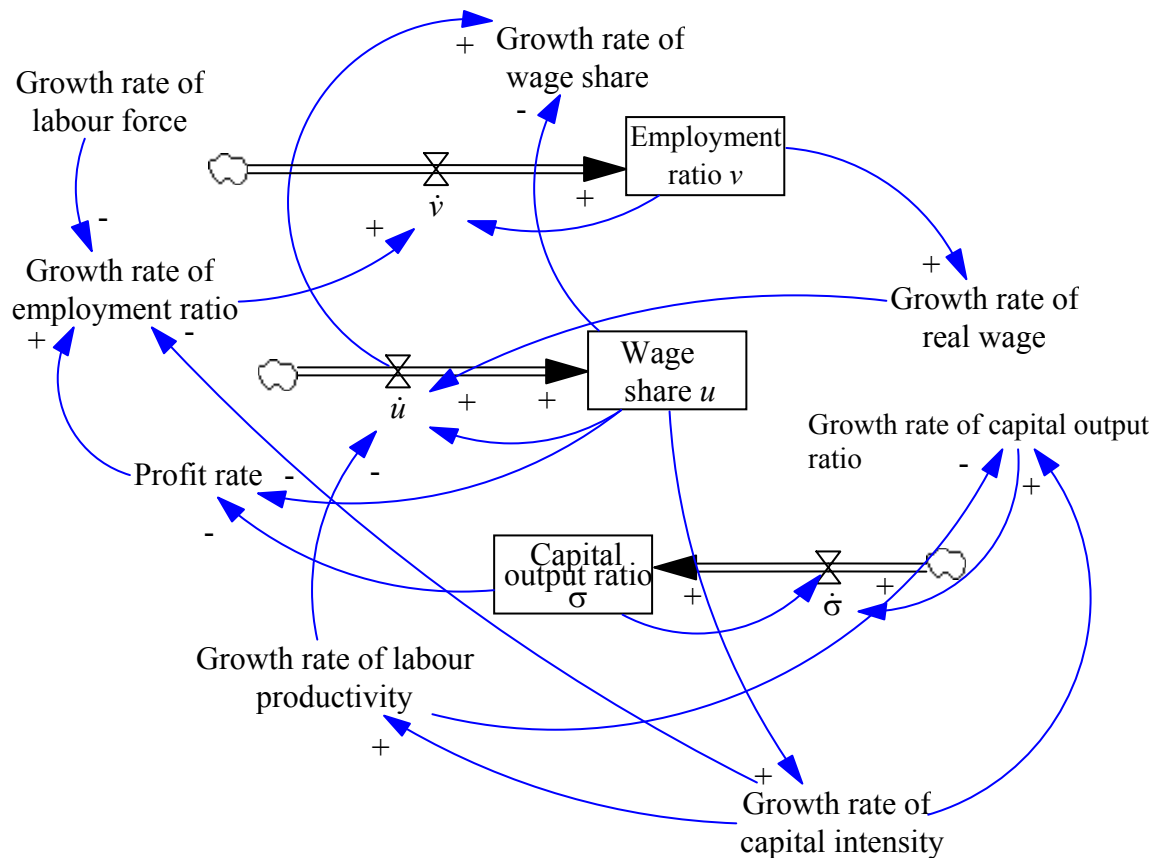 +
Growth rate of
wage share
-
Growth rate of
labour force
-
Employment
ratio v
+
v̇
+
+
Growth rate of
employment ratio
+
-
Growth rate of
real wage
Wage
share u
u̇
+
+
-
Growth rate of capital output
ratio
-
+
Profit rate
-
-
Capital
output ratio
σ
+
σ̇
+
Growth rate of labour
productivity
+
+
Growth rate of
capital intensity